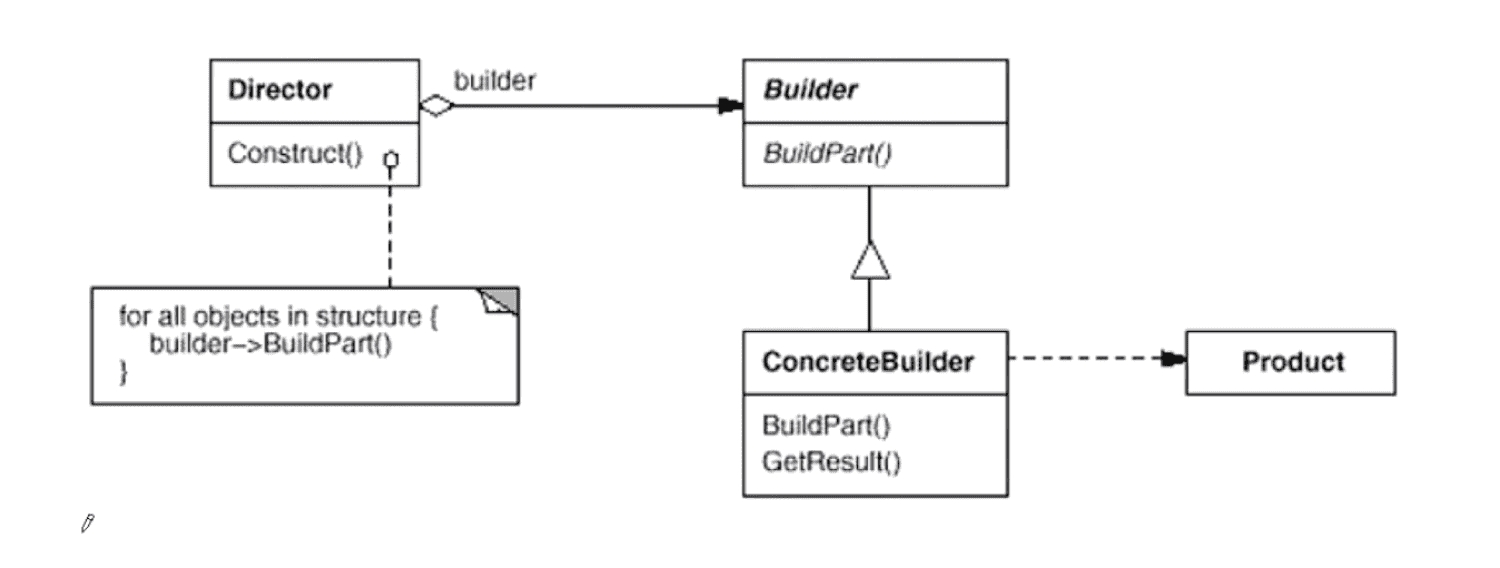 Director
Construct()
builder
Builder
BuildPart()
for all objects in structure {
builder–>BuildPart()
}
ConcreteBuilder
BuildPart()
GetResult()
Product